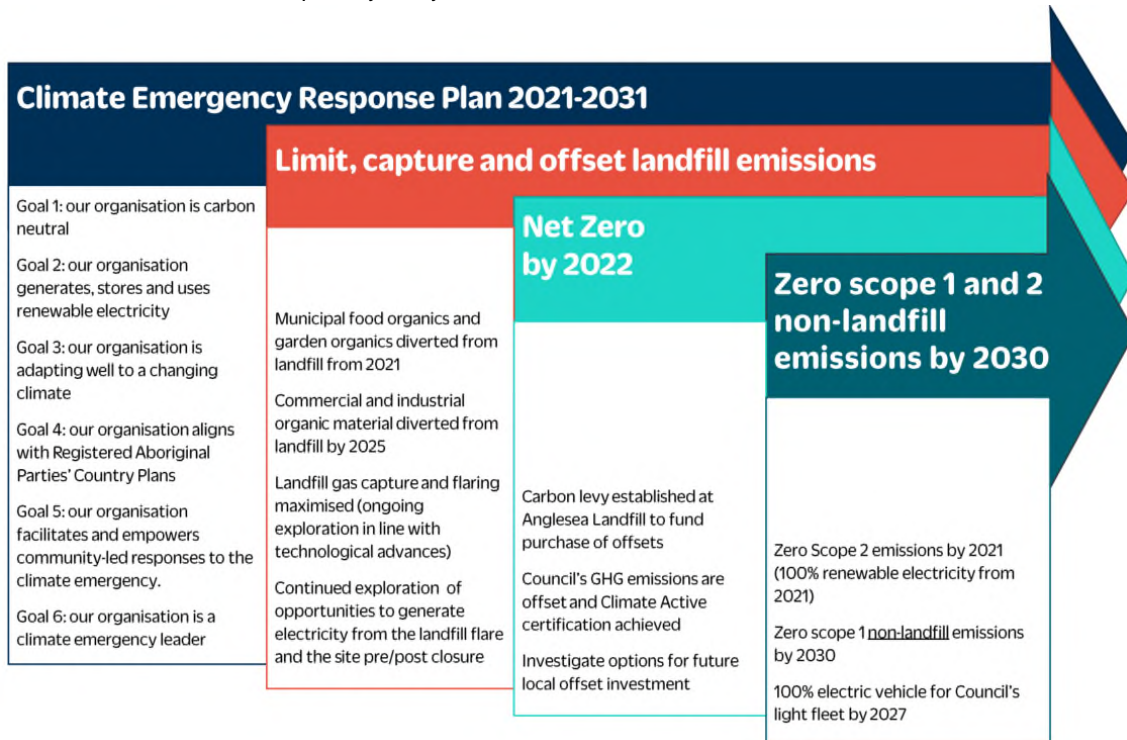 Climate Emergency Response Plan 2021-2031
Goal 1: our organisation is carbon
neutral
Goal 2: our organisation
generates, stores and uses
renewable electricity
Goal 3: our organisation is
adapting well to a changing
climate
Goal 4: our organisation aligns
with Registered Aboriginal
Parties' Country Plans
Goal 5: our organisation
facilitates and empowers
community-led responses to the
climate emergency.
Goal 6: our organisation is a
climate emergency leader
Limit, capture and offset landfill emissions
Municipal food organics and
garden organics diverted from
landfill from 2021
Commercial and industrial
organic material diverted from
landfill by 2025
Landfill gas capture and flaring
maximised (ongoing
exploration in line with
technological advances)
Continued exploration of
opportunities to generate
electricity from the landfill flare
and the site pre/post closure
Net Zero
by 2022
Carbon levy established at
Anglesea Landfill to fund
purchase of offsets
Council's GHG emissions are
offset and Climate Active
certification achieved
Investigate options for future
local offset investment
Zero scope 1 and 2
non-landfill
emissions by 2030
Zero Scope 2 emissions by 2021
(100% renewable electricity from
2021)
Zero scope 1 non-landfill emissions
by 2030
100% electric vehicle for Council's
light fleet by 2027